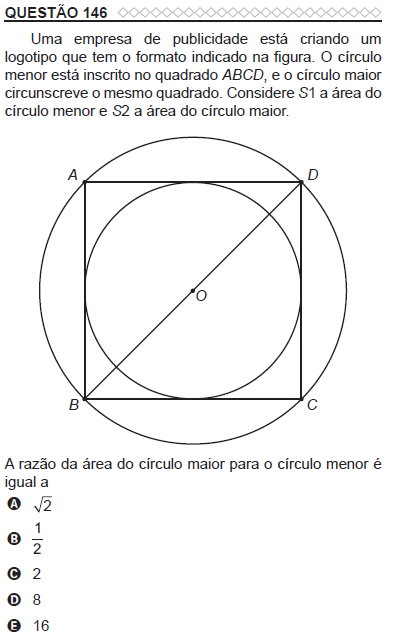 QUESTÃO 146
Uma empresa de publicidade está criando um
logotipo que tem o formato indicado na figura. O círculo
menor está inscrito no quadrado ABCD, e o círculo maior
circunscreve o mesmo quadrado. Considere S1 a área do
círculo menor e S2 a área do círculo maior.
A
D
O
B
C
A razão da área do círculo maior para o círculo menor é
igual a
A √2
B 1/2
C 2
D 8
E 16